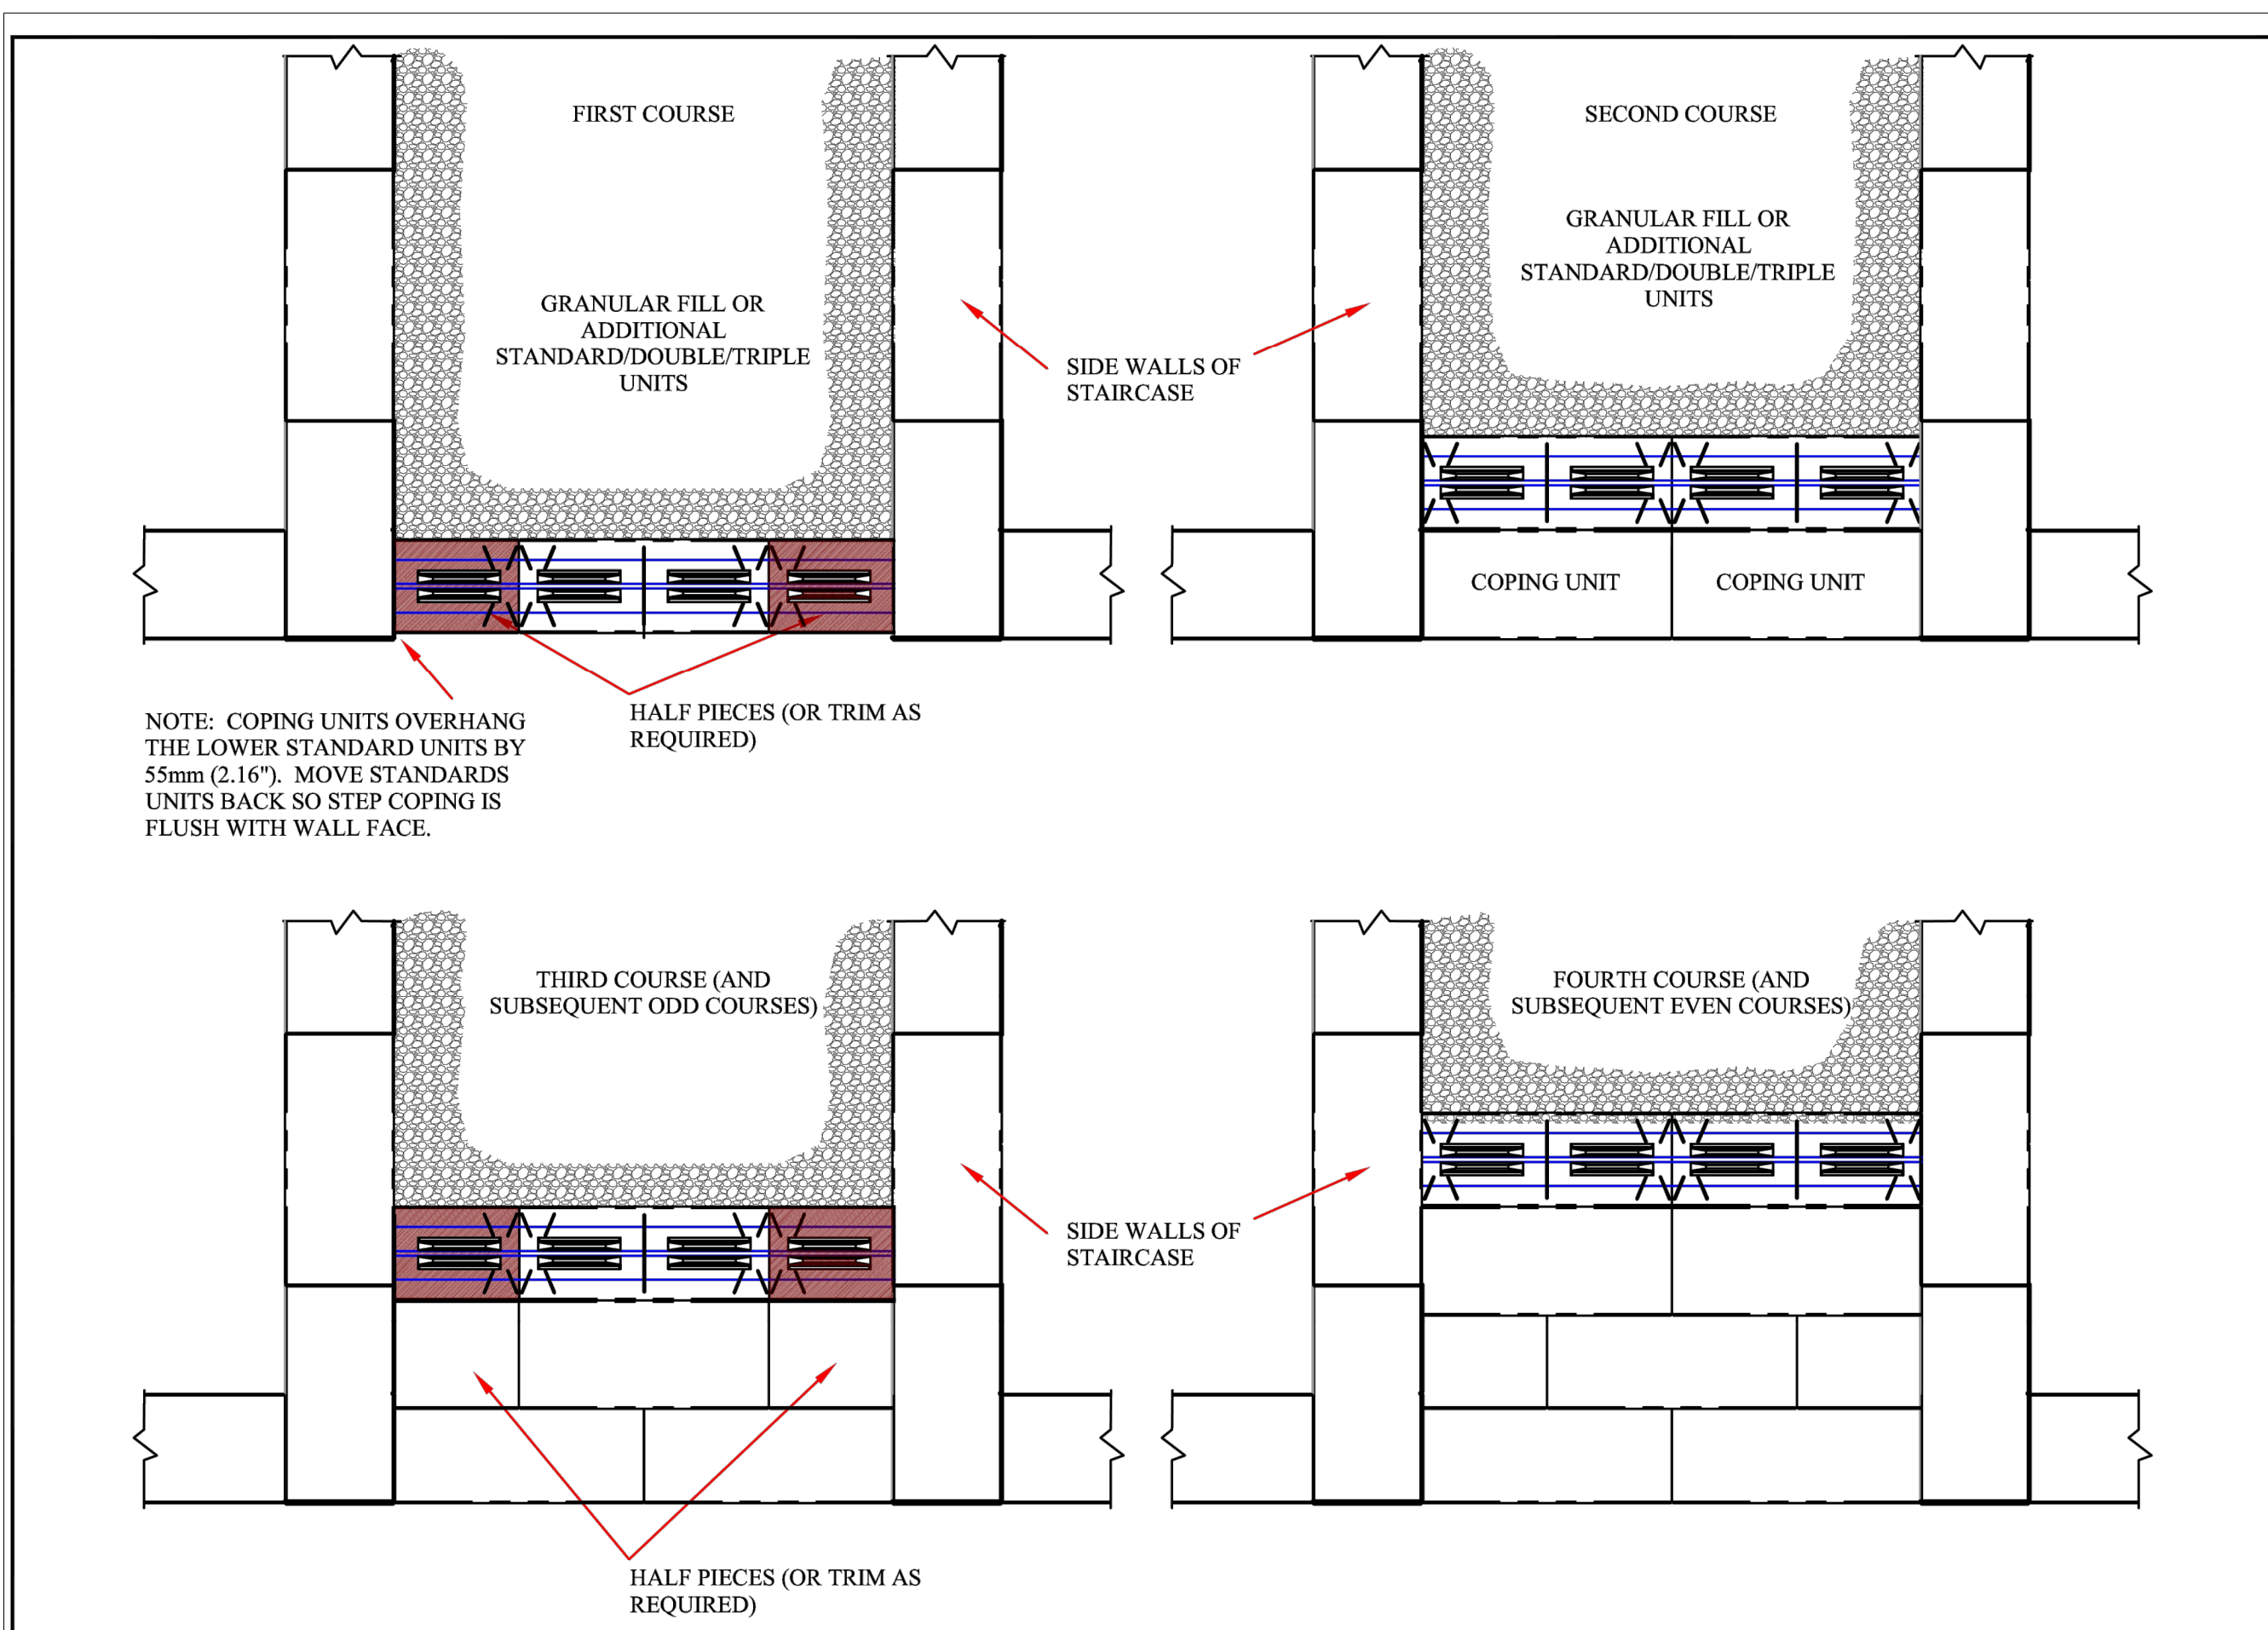 FIRST COURSE
GRANULAR FILL OR
ADDITIONAL
STANDARD/DOUBLE/TRIPLE
UNITS
SECOND COURSE
GRANULAR FILL OR
ADDITIONAL
STANDARD/DOUBLE/TRIPLE
UNITS
SIDE WALLS OF
STAIRCASE
COPING UNIT
COPING UNIT
NOTE: COPING UNITS OVERHANG
THE LOWER STANDARD UNITS BY
55mm (2.16"). MOVE STANDARDS
UNITS BACK SO STEP COPING IS
FLUSH WITH WALL FACE.
HALF PIECES (OR TRIM AS
REQUIRED)
THIRD COURSE (AND
SUBSEQUENT ODD COURSES)
FOURTH COURSE (AND
SUBSEQUENT EVEN COURSES)
SIDE WALLS OF
STAIRCASE
HALF PIECES (OR TRIM AS
REQUIRED)